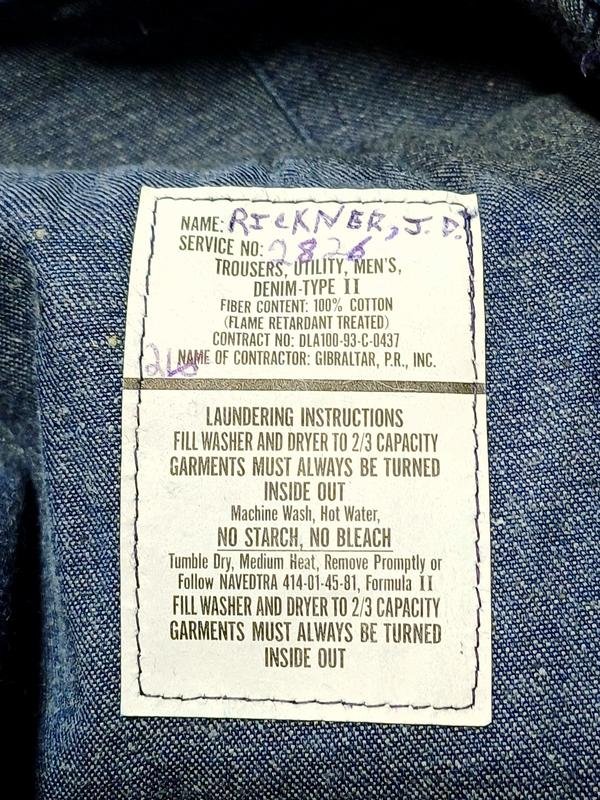 NAME: RICKNER, J. D.
SERVICE NO: 2826
TROUSERS, UTILITY, MEN'S,
DENIM-TYPE II
FIBER CONTENT: 100% COTTON
(FLAME RETARDANT TREATED)
CONTRACT NO: DLA100-93-C-0437
NAME OF CONTRACTOR: GIBRALTAR, P.R., INC.
LAUNDERING INSTRUCTIONS
FILL WASHER AND DRYER TO 2/3 CAPACITY
GARMENTS MUST ALWAYS BE TURNED
INSIDE OUT
Machine Wash, Hot Water,
NO STARCH, NO BLEACH
Tumble Dry, Medium Heat, Remove Promptly or
Follow NAVEDTRA 414-01-45-81, Formula II
FILL WASHER AND DRYER TO 2/3 CAPACITY
GARMENTS MUST ALWAYS BE TURNED
INSIDE OUT